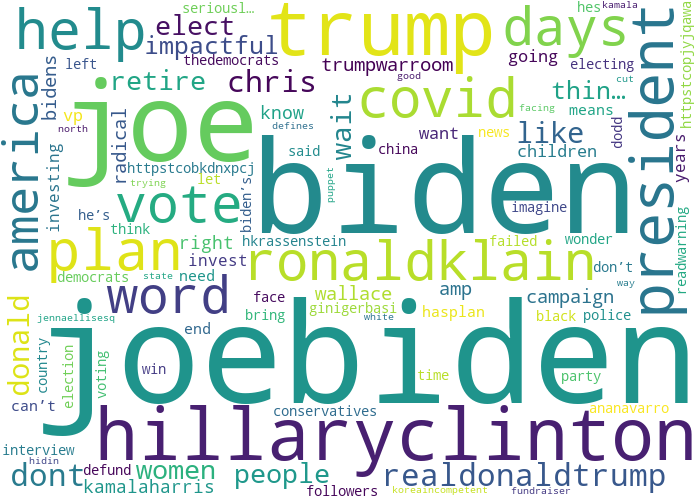 seriousl…
hes
kamala
help
elect
trump
days
impactful
thedemocrats
trumpwarroom
going
electing
left
bidens
retire
chris
good
cut
thin…
america
joe
covid
president
httpstcopjyjqawa
vp
know
wait
facing
means
north
radical
want
news
like
dodd
httpstcobkdnxpcj
defines
said
china
children
years
biden
trying
let
puppet
investing
vote
biden's
imagine
he's
think
plan
right
hkrassenstein
failed
wonder
readwarning
democrats
state
need
invest
ronaldklain
don't
way
word
face
wallace
amp
campaign
donald
jennaellisesq
bring
ginigerbasi
hasplan
black
police
end
white
joebiden
country
election
voting
win
time
party
can't
conservatives
ananavarro
hillaryclinton
interview
hidin
dont
defund
women
people
realdonaldtrump
kamalaharris
followers
koreaincompetent
fundraiser